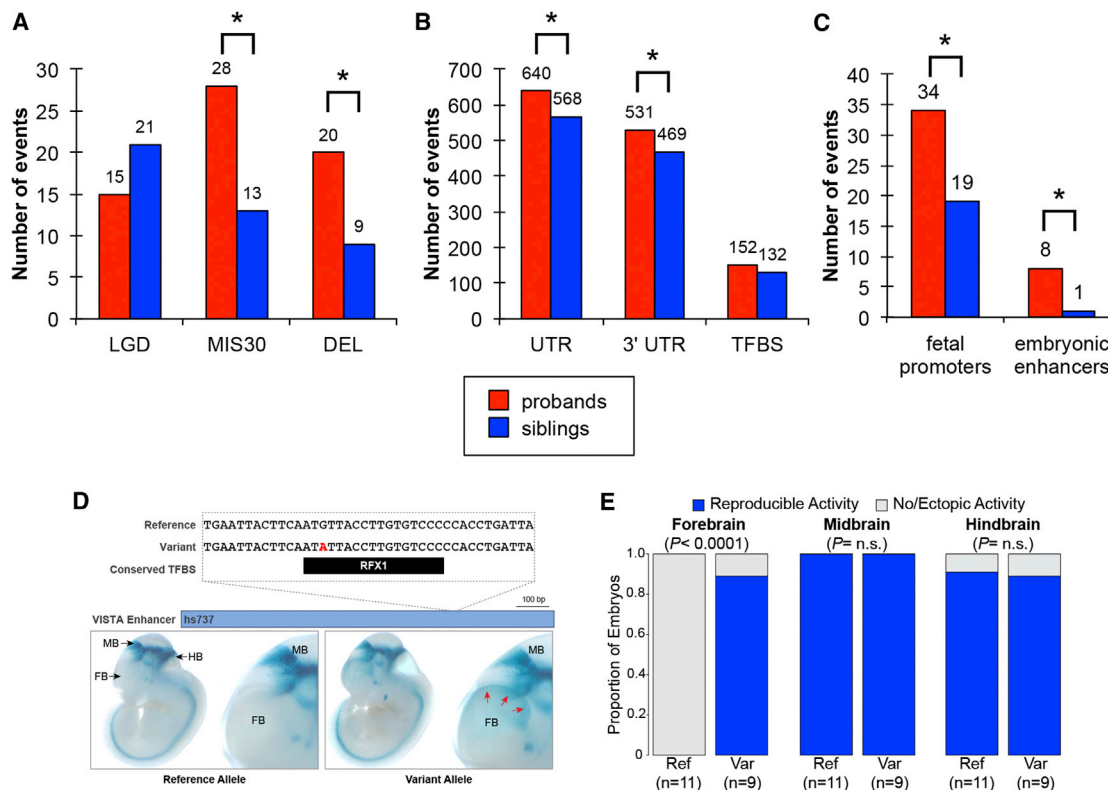 A
Number of events
30
25
20
15
10
5
0
15
21
28
13
20
9
*
*
LGD
MIS30
DEL
B
Number of events
700
600
500
400
300
200
100
0
640
568
531
469
152
132
*
*
UTR
3' UTR
TFBS
C
Number of events
40
35
30
25
20
15
10
5
0
34
19
8
1
*
*
fetal promoters
embryonic enhancers
probands
siblings
D
Reference TGAATTACTTCAATGTTACCTTGTGTCCCCCACCTGATTA
Variant TGAATTACTTCAATATTACCTTGTGTCCCCCACCTGATTA
Conserved TFBS RFX1
100 bp
VISTA Enhancer hs737
MB
HB
FB
MB
FB
MB
FB
Reference Allele
Variant Allele
E
Reproducible Activity
No/Ectopic Activity
Forebrain
(P< 0.0001)
Midbrain
(P= n.s.)
Hindbrain
(P= n.s.)
Proportion of Embryos
1.0
0.8
0.6
0.4
0.2
0
Ref
(n=11)
Var
(n=9)
Ref
(n=11)
Var
(n=9)
Ref
(n=11)
Var
(n=9)